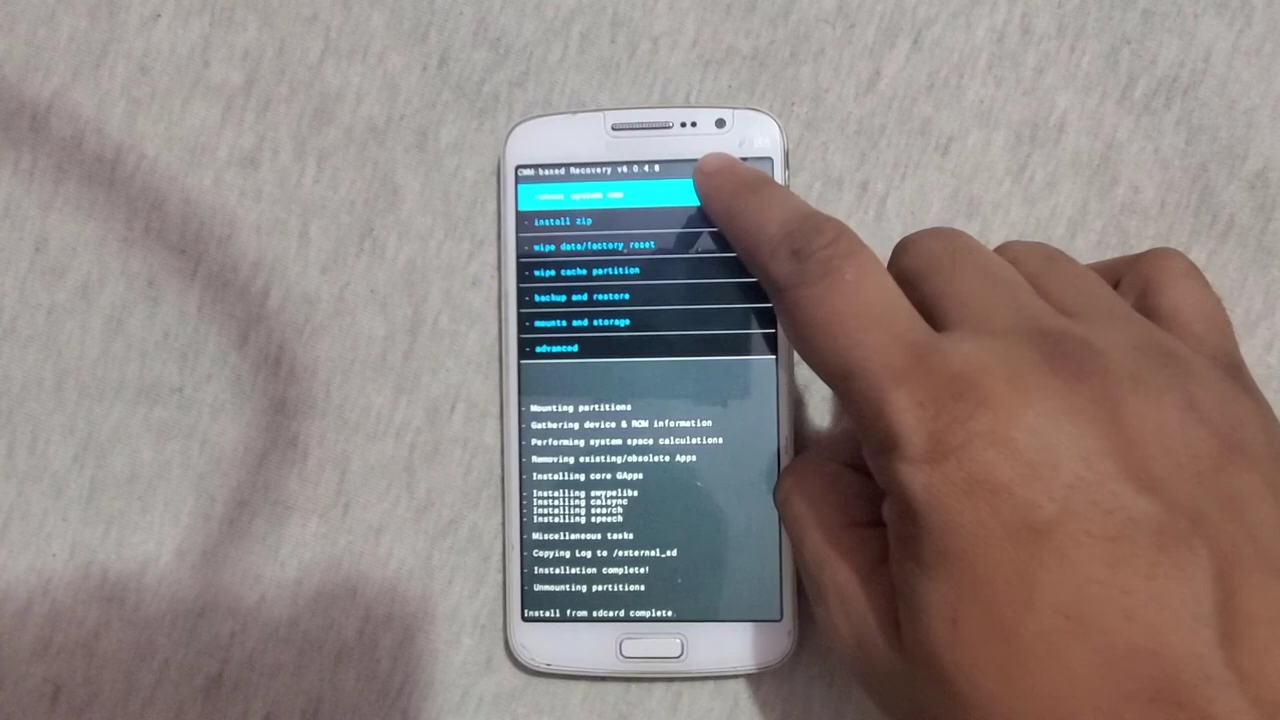 CWM-based Recovery v6.0.4.6
system now
- install zip
- wipe data/factory reset
- wipe cache partition
- backup and restore
- mounts and storage
- advanced
- Mounting partitions
- Gathering device & ROM information
- Performing system space calculations
- Removing existing/obsolete Apps
- Installing core GApps
- Installing swypelibs
- Installing calsync
- Installing search
- Installing speech
- Miscellaneous tasks
- Copying Log to /external_sd
- Installation complete!
- Unmounting partitions
Install from sdcard complete.